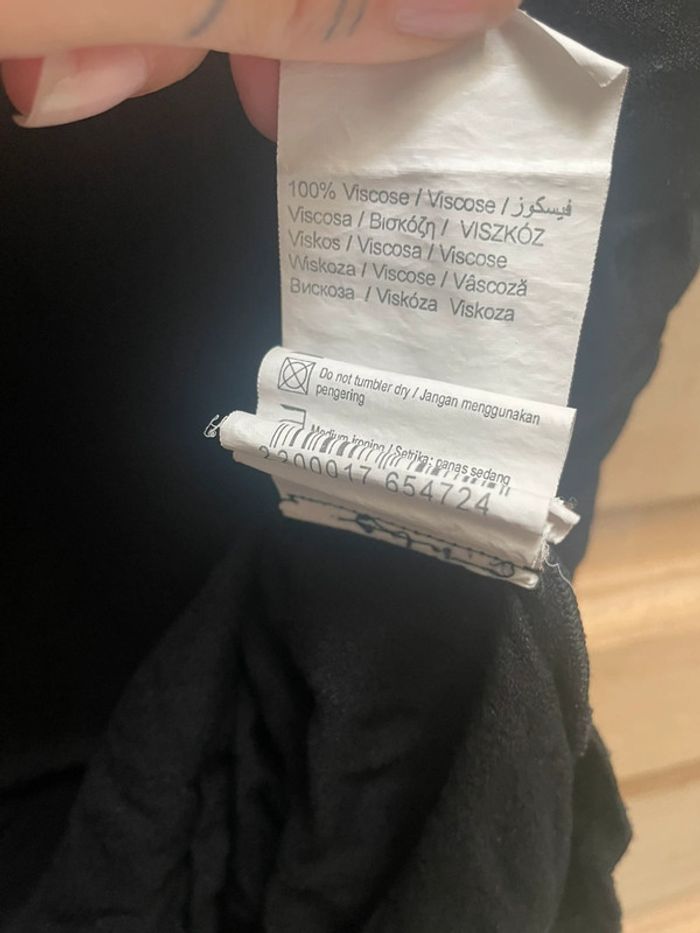 100% Viscose / Viscose / فيسكوز
Viscosa / Βισκόζη / VISZKÓZ
Viskos / Viscosa / Viscose
Wiskoza / Viscose / Vâscoză
Вискоза / Viskóza Viskoza
Do not tumbler dry / Jangan menggunakan
pengering
Medium ironing / Setrika: panas sedang
2200017 654724